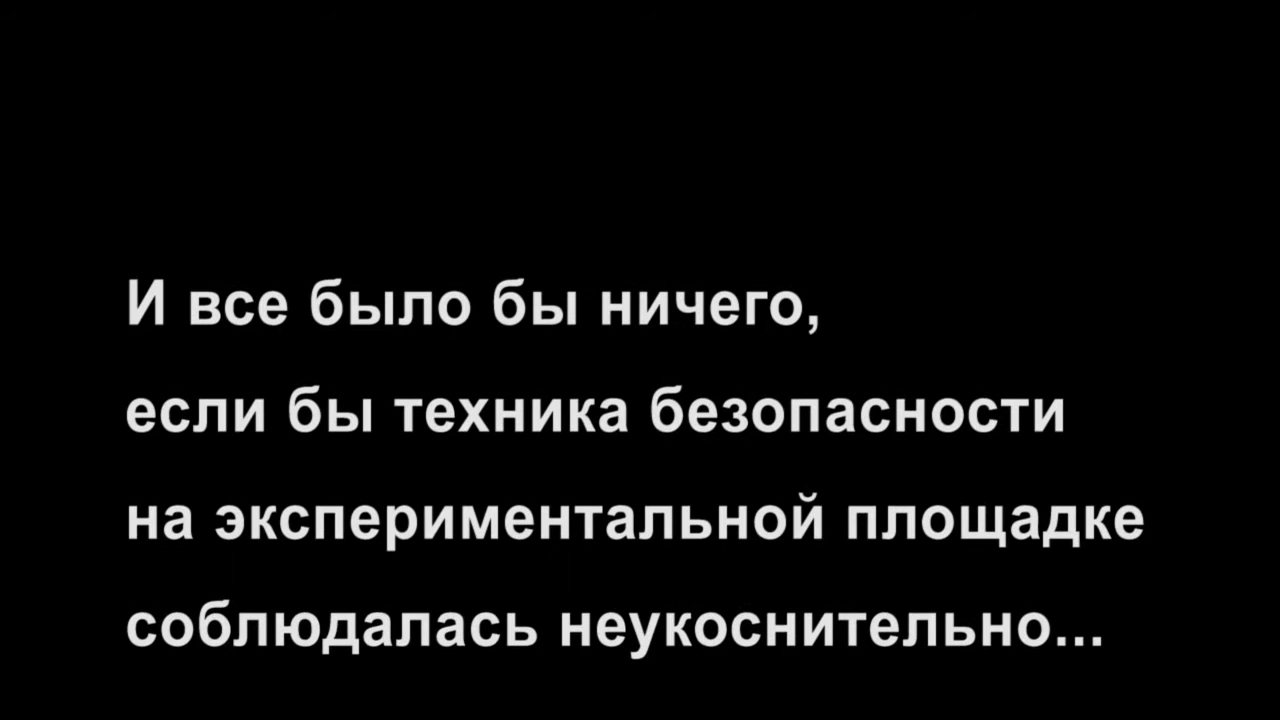 И все было бы ничего,
если бы техника безопасности
на экспериментальной площадке
соблюдалась неукоснительно...